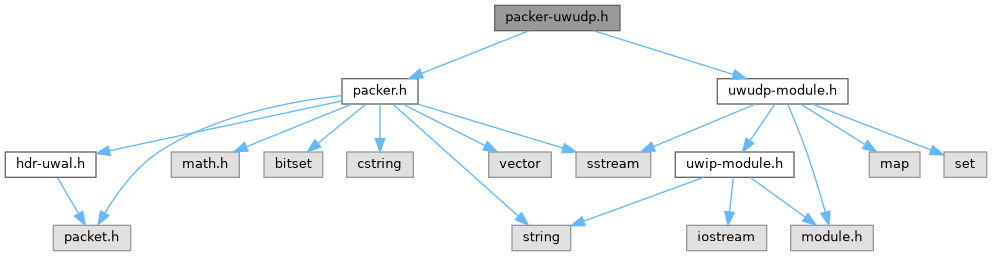 packer-uwudp.h
packer.h
uwudp-module.h
hdr-uwal.h
math.h
bitset
cstring
vector
sstream
uwip-module.h
map
set
packet.h
string
iostream
module.h